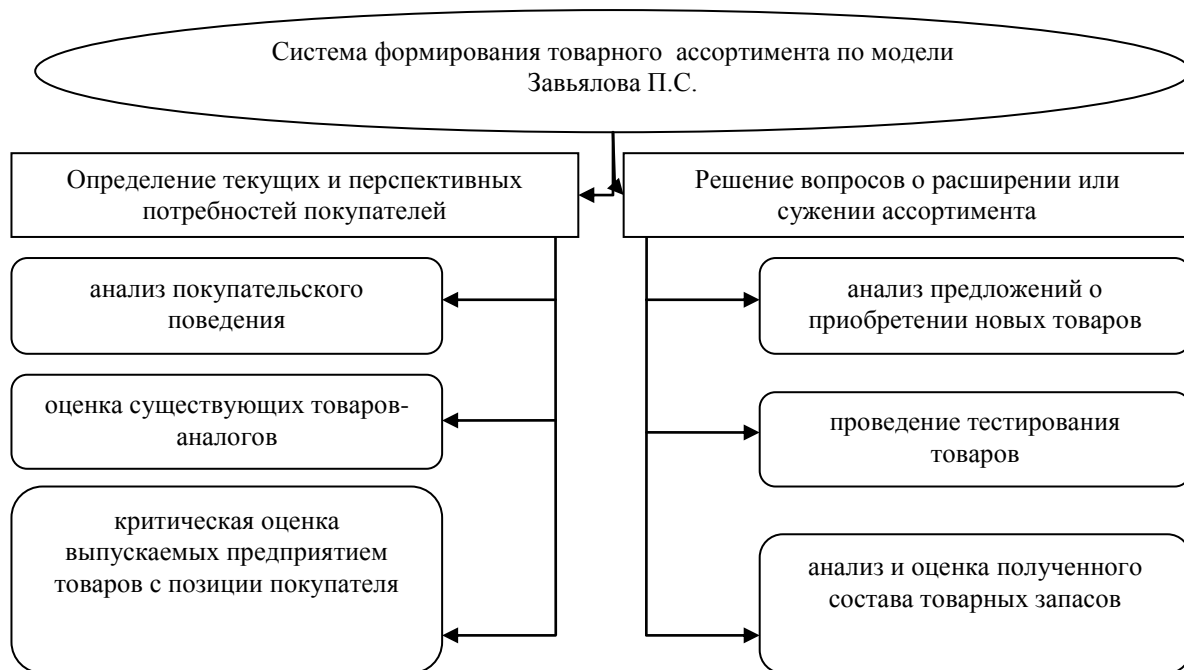 Система формирования товарного ассортимента по модели
Завьялова П.С.
Определение текущих и перспективных
потребностей покупателей
анализ покупательского
поведения
оценка существующих товаров-
аналогов
критическая оценка
выпускаемых предприятием
товаров с позиции покупателя
Решение вопросов о расширении или
сужении ассортимента
анализ предложений о
приобретении новых товаров
проведение тестирования
товаров
анализ и оценка полученного
состава товарных запасов